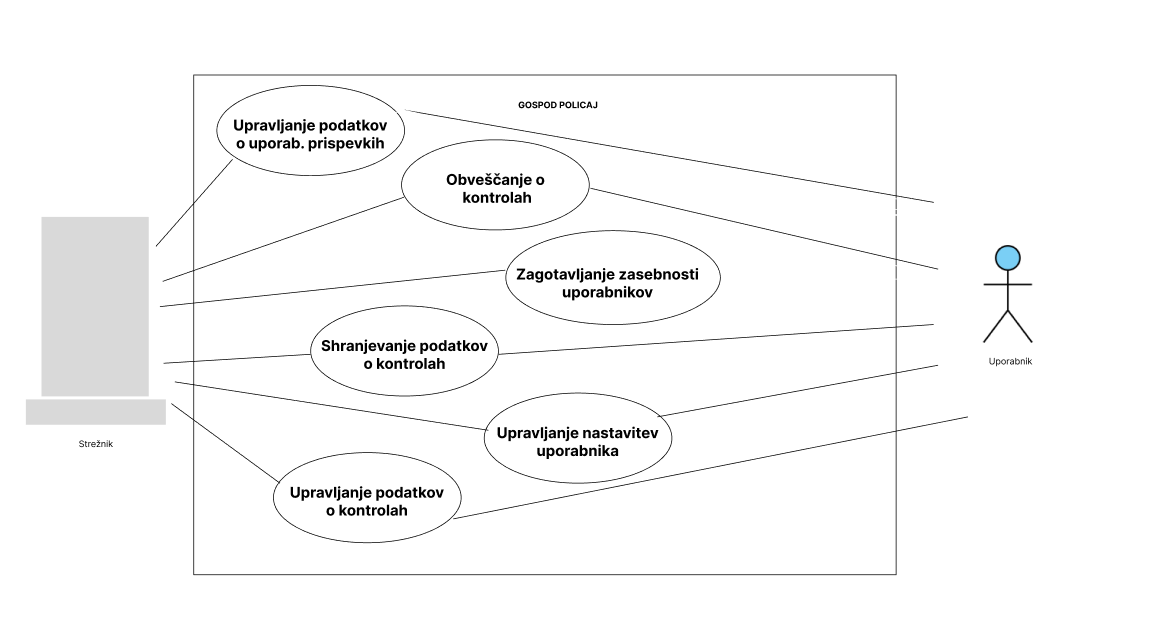 GOSPOD POLICAJ
Upravljanje podatkov
o uporab. prispevkih
Obveščanje o
kontrolah
Zagotavljanje zasebnosti
uporabnikov
Shranjevanje podatkov
o kontrolah
Uporabnik
Upravljanje nastavitev
uporabnika
Strežnik
Upravljanje podatkov
o kontrolah